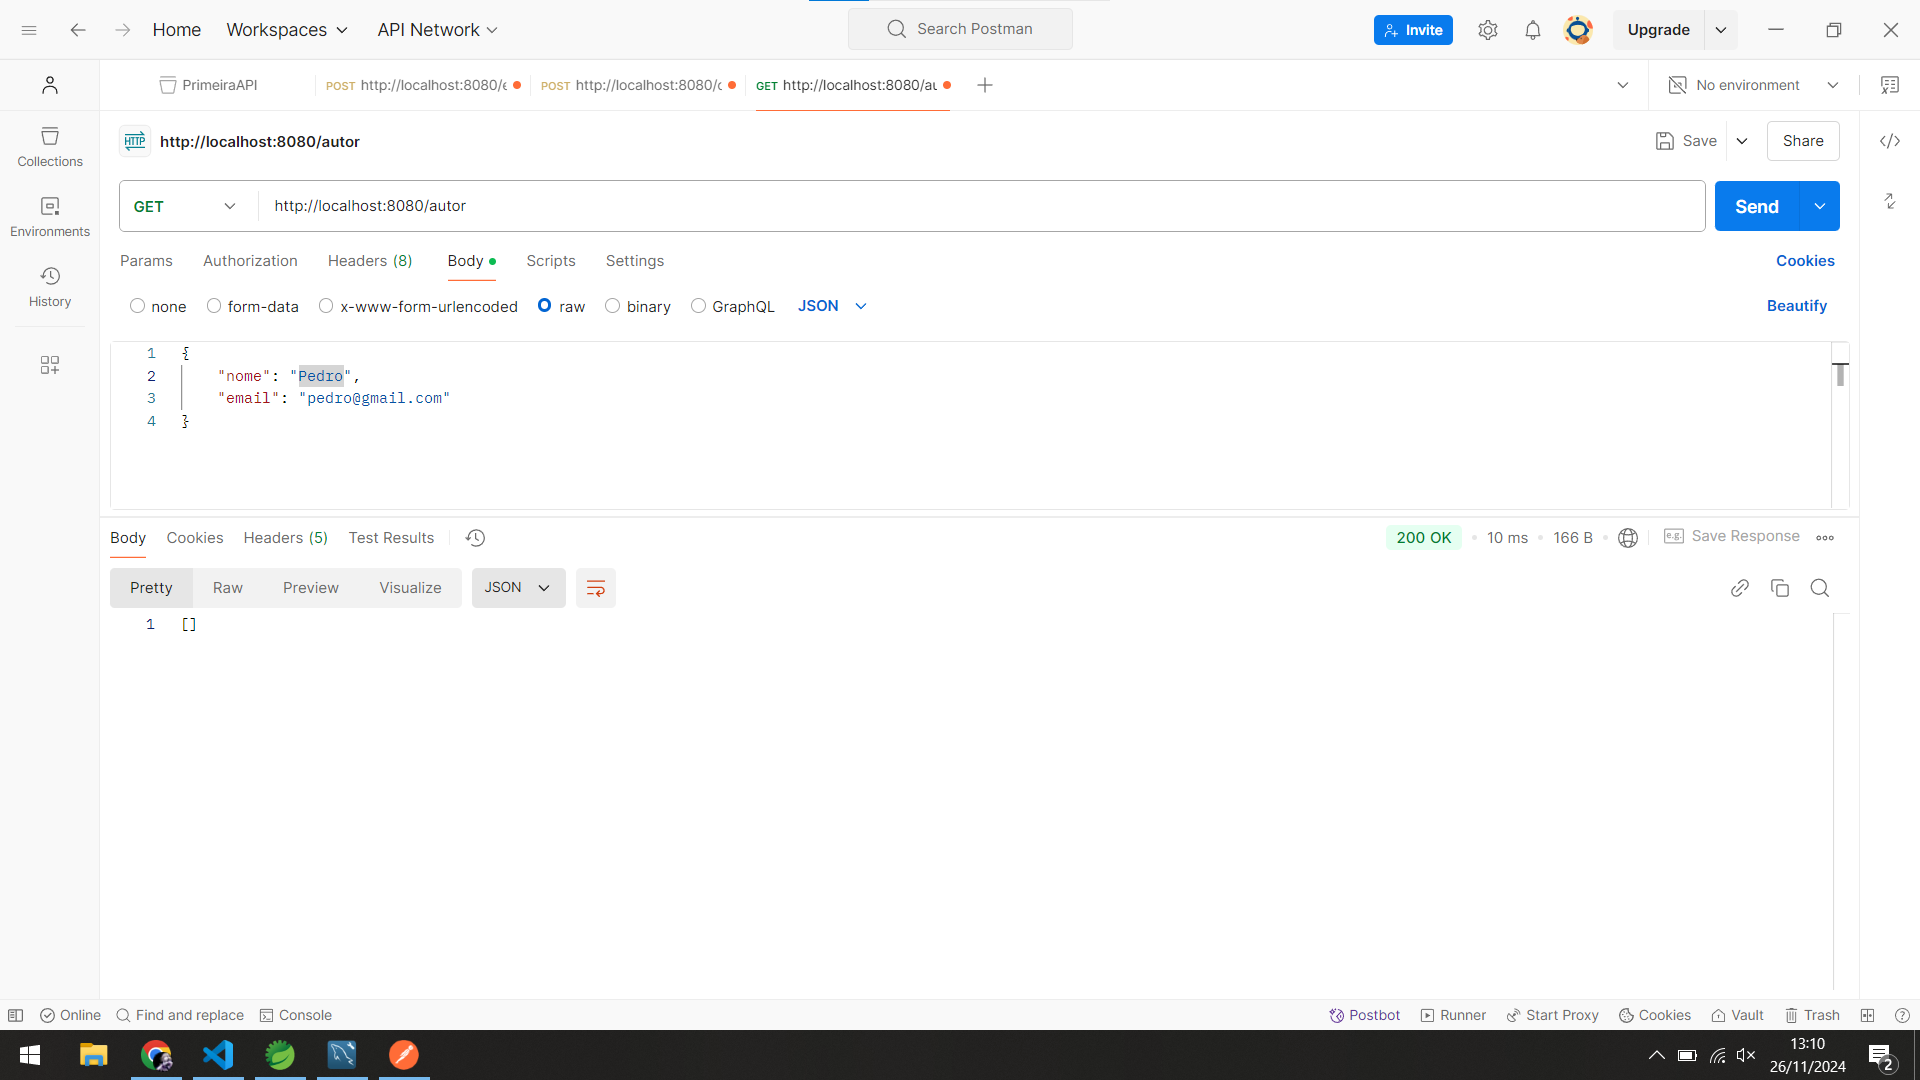 Home Workspaces API Network Search Postman Invite Upgrade
PrimeiraAPI POST http://localhost:8080/ POST http://localhost:8080/ GET http://localhost:8080/au No environment
HTTP http://localhost:8080/autor Save Share
Collections
GET http://localhost:8080/autor Send
Environments
Params Authorization Headers (8) Body Scripts Settings Cookies
History
none form-data x-www-form-urlencoded raw binary GraphQL JSON Beautify
1 {
2 "nome": "Pedro",
3 "email": "pedro@gmail.com"
4 }
Body Cookies Headers (5) Test Results 200 OK 10 ms 166 B e.g. Save Response
Pretty Raw Preview Visualize JSON
1 []
Online Find and replace Console Postbot Runner Start Proxy Cookies Vault Trash
13:10
26/11/2024 2